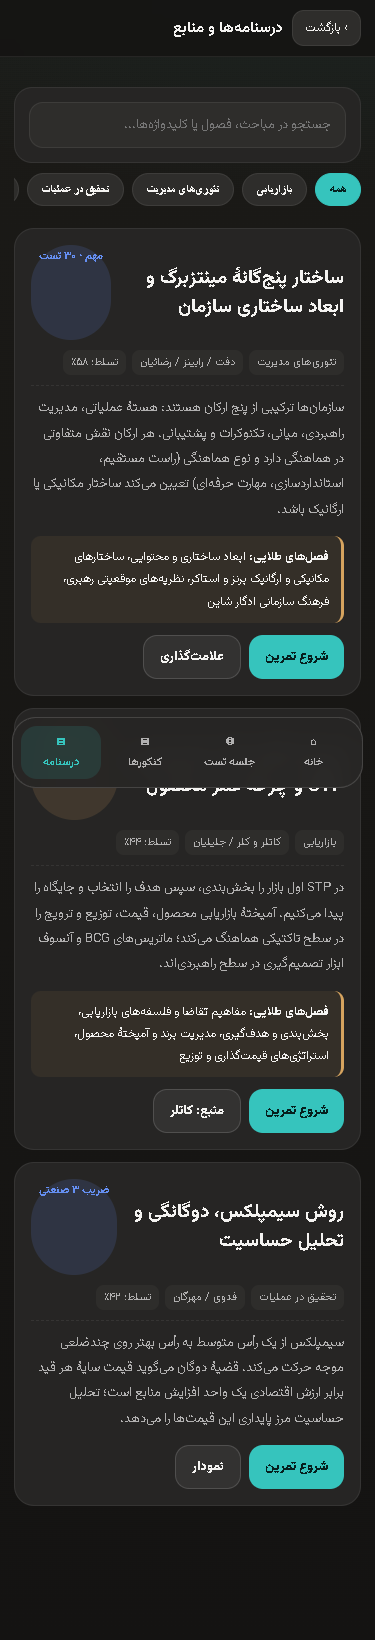 ‹ بازگشت
درسنامه‌ها و منابع
جستجو در مباحث، فصول یا کلیدواژه‌ها...
همه
بازاریابی
تئوری‌های مدیریت
تحقیق در عملیات
ساختار پنج‌گانهٔ مینتزبرگ و
ابعاد ساختاری سازمان
مهم · ۳۰ تست
تئوری‌های مدیریت
دفت / رابینز / رضائیان
تسلط: ۵۸٪
سازمان‌ها ترکیبی از پنج ارکان هستند: هستهٔ عملیاتی، مدیریت
راهبردی، میانی، تکنوکرات و پشتیبانی. هر ارکان نقش متفاوتی
در هماهنگی دارد و نوع هماهنگی (راست مستقیم،
استانداردسازی، مهارت حرفه‌ای) تعیین می‌کند ساختار مکانیکی یا
ارگانیک باشد.
فصل‌های طلایی: ابعاد ساختاری و محتوایی، ساختارهای
مکانیکی و ارگانیک برنز و استاکر، نظریه‌های موقعیتی رهبری،
فرهنگ سازمانی ادگار شاین
شروع تمرین
علامت‌گذاری
خانه
جلسه تست
کنکورها
درسنامه
STP و چرخهٔ عمر محصول
بازاریابی
کاتلر و کلر / جلیلیان
تسلط: ۴۹٪
در STP اول بازار را بخش‌بندی، سپس هدف را انتخاب و جایگاه را
پیدا می‌کنیم. آمیختهٔ بازاریابی محصول، قیمت، توزیع و ترویج را
در سطح تاکتیکی هماهنگ می‌کند؛ ماتریس‌های BCG و آنسوف
ابزار تصمیم‌گیری در سطح راهبردی‌اند.
فصل‌های طلایی: مفاهیم تقاضا و فلسفه‌های بازاریابی،
بخش‌بندی و هدف‌گیری، مدیریت برند و آمیختهٔ محصول،
استراتژی‌های قیمت‌گذاری و توزیع
شروع تمرین
منبع: کاتلر
روش سیمپلکس، دوگانگی و
تحلیل حساسیت
ضریب ۳ صنعتی
تحقیق در عملیات
فدوی / مهرگان
تسلط: ۴۲٪
سیمپلکس از یک رأس متوسط به رأس بهتر روی چندضلعی
موجه حرکت می‌کند. قضیهٔ دوگان می‌گوید قیمت سایهٔ هر قید
برابر ارزش اقتصادی یک واحد افزایش منابع است؛ تحلیل
حساسیت مرز پایداری این قیمت‌ها را می‌دهد.
شروع تمرین
نمودار